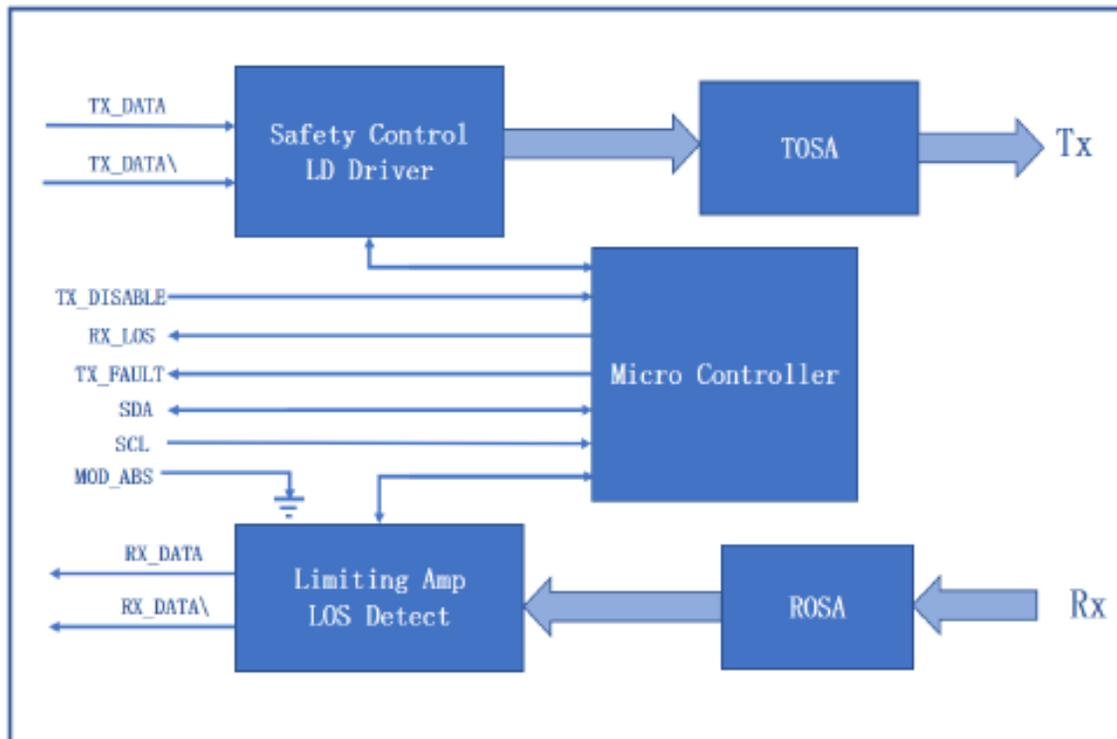 TX_DATA
TX_DATA\
Safety Control
LD Driver
TOSA
Tx
TX_DISABLE
RX_LOS
TX_FAULT
SDA
SCL
MOD_ABS
Micro Controller
RX_DATA
RX_DATA\
Limiting Amp
LOS Detect
ROSA
Rx